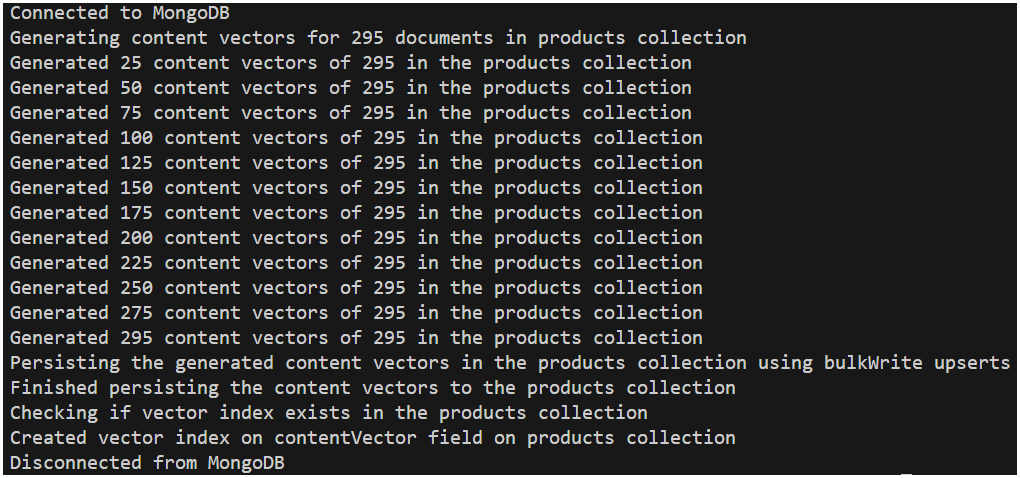 Connected to MongoDB
Generating content vectors for 295 documents in products collection
Generated 25 content vectors of 295 in the products collection
Generated 50 content vectors of 295 in the products collection
Generated 75 content vectors of 295 in the products collection
Generated 100 content vectors of 295 in the products collection
Generated 125 content vectors of 295 in the products collection
Generated 150 content vectors of 295 in the products collection
Generated 175 content vectors of 295 in the products collection
Generated 200 content vectors of 295 in the products collection
Generated 225 content vectors of 295 in the products collection
Generated 250 content vectors of 295 in the products collection
Generated 275 content vectors of 295 in the products collection
Generated 295 content vectors of 295 in the products collection
Persisting the generated content vectors in the products collection using bulkWrite upserts
Finished persisting the content vectors to the products collection
Checking if vector index exists in the products collection
Created vector index on contentVector field on products collection
Disconnected from MongoDB